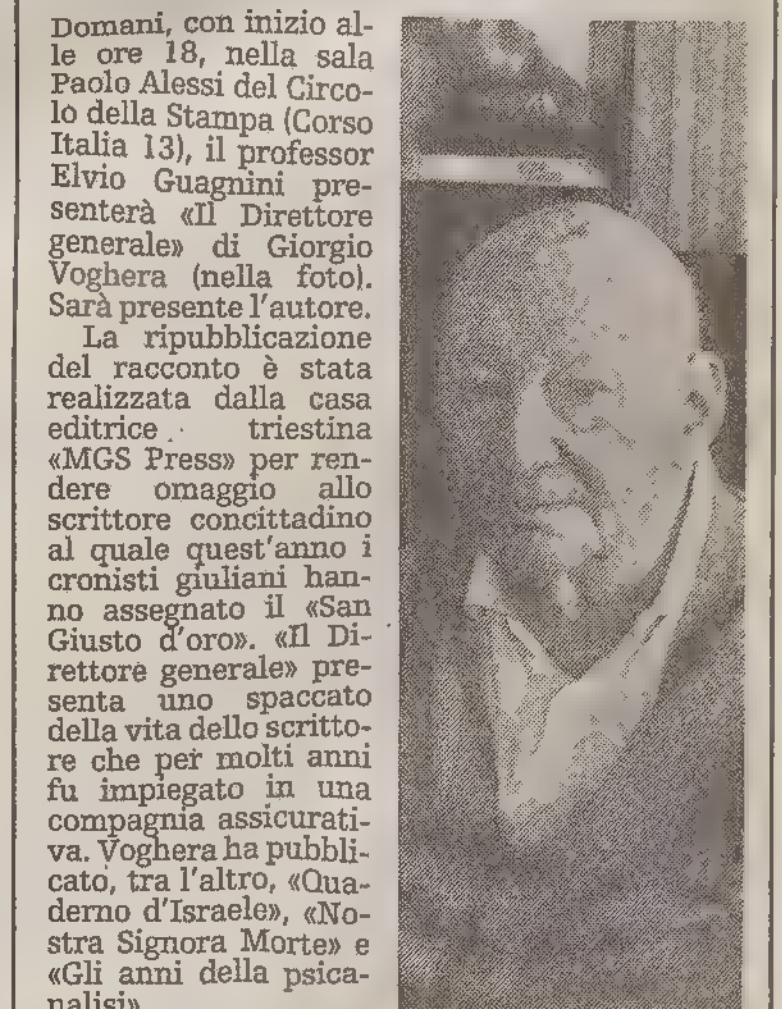 Domani, con inizio al-
le ore 18, nella sala
Paolo Alessi del Circo-
lo della Stampa (Corso
Italia 13), il professor
Elvio Guagnini pre-
senterà «Il Direttore
generale» di Giorgio
Voghera (nella foto).
Sarà presente l'autore.
La ripubblicazione
del racconto è stata
realizzata dalla casa
editrice triestina
«MGS Press» per ren-
dere omaggio allo
scrittore concittadino
al quale quest'anno i
cronisti giuliani han-
no assegnato il «San
Giusto d'oro». «Il Di-
rettore generale» pre-
senta uno spaccato
della vita dello scritto-
re che per molti anni
fu impiegato in una
compagnia assicurati-
va. Voghera ha pubbli-
cato, tra l'altro, «Qua-
derno d'Israele», «No-
stra Signora Morte» e
«Gli anni della psica-
nalisi»